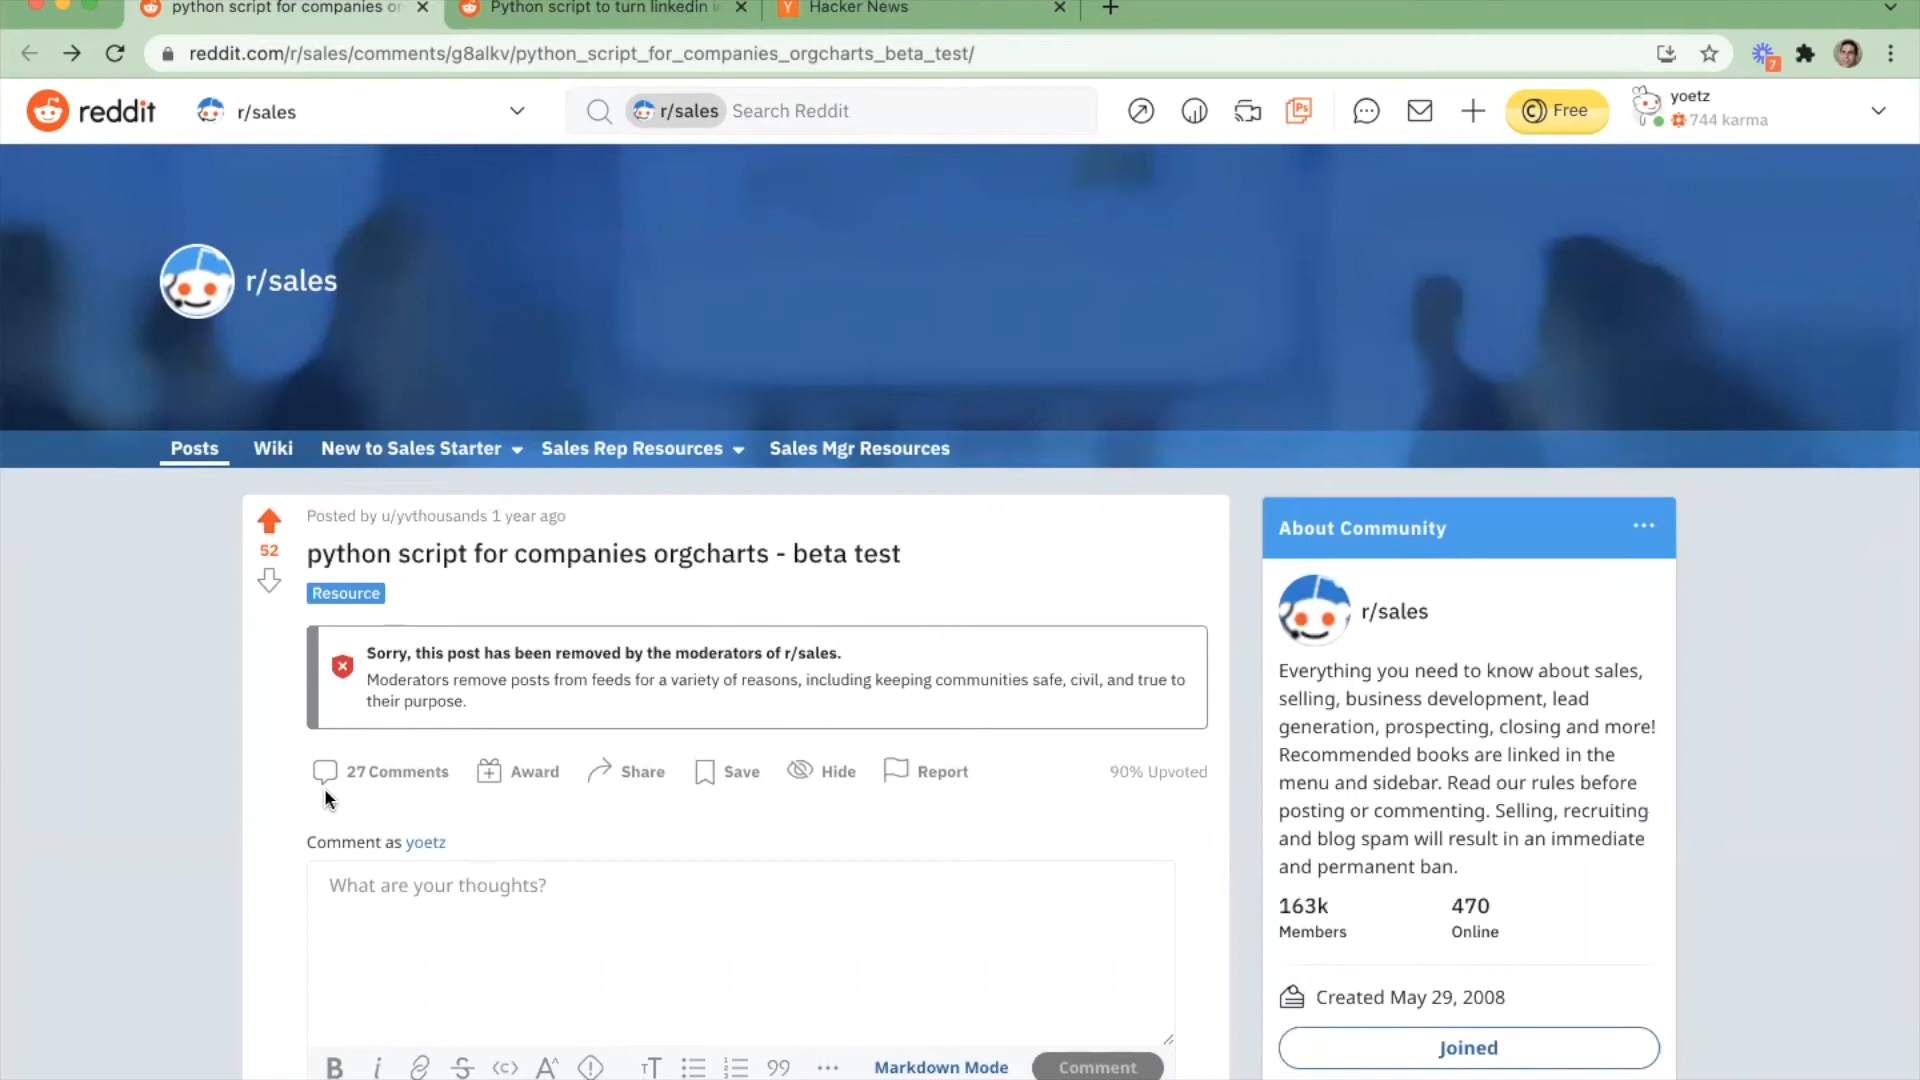 python script for companies o
Python script to turn linkedin i
Y
Hacker News
reddit.com/r/sales/comments/g8alkv/python_script_for_companies_orgcharts_beta_test/
7
reddit
r/sales
r/sales
Search Reddit
Ps
Free
yoetz
744 karma
r/sales
Posts
Wiki
New to Sales Starter
Sales Rep Resources
Sales Mgr Resources
Posted by u/yvthousands 1 year ago
52
python script for companies orgcharts - beta test
Resource
Sorry, this post has been removed by the moderators of r/sales.
Moderators remove posts from feeds for a variety of reasons, including keeping communities safe, civil, and true to
their purpose.
27 Comments
Award
Share
Save
Hide
Report
90% Upvoted
Comment as yoetz
What are your thoughts?
Markdown Mode
Comment
About Community
r/sales
Everything you need to know about sales,
selling, business development, lead
generation, prospecting, closing and more!
Recommended books are linked in the
menu and sidebar. Read our rules before
posting or commenting. Selling, recruiting
and blog spam will result in an immediate
and permanent ban.
163k
Members
470
Online
Created May 29, 2008
Joined